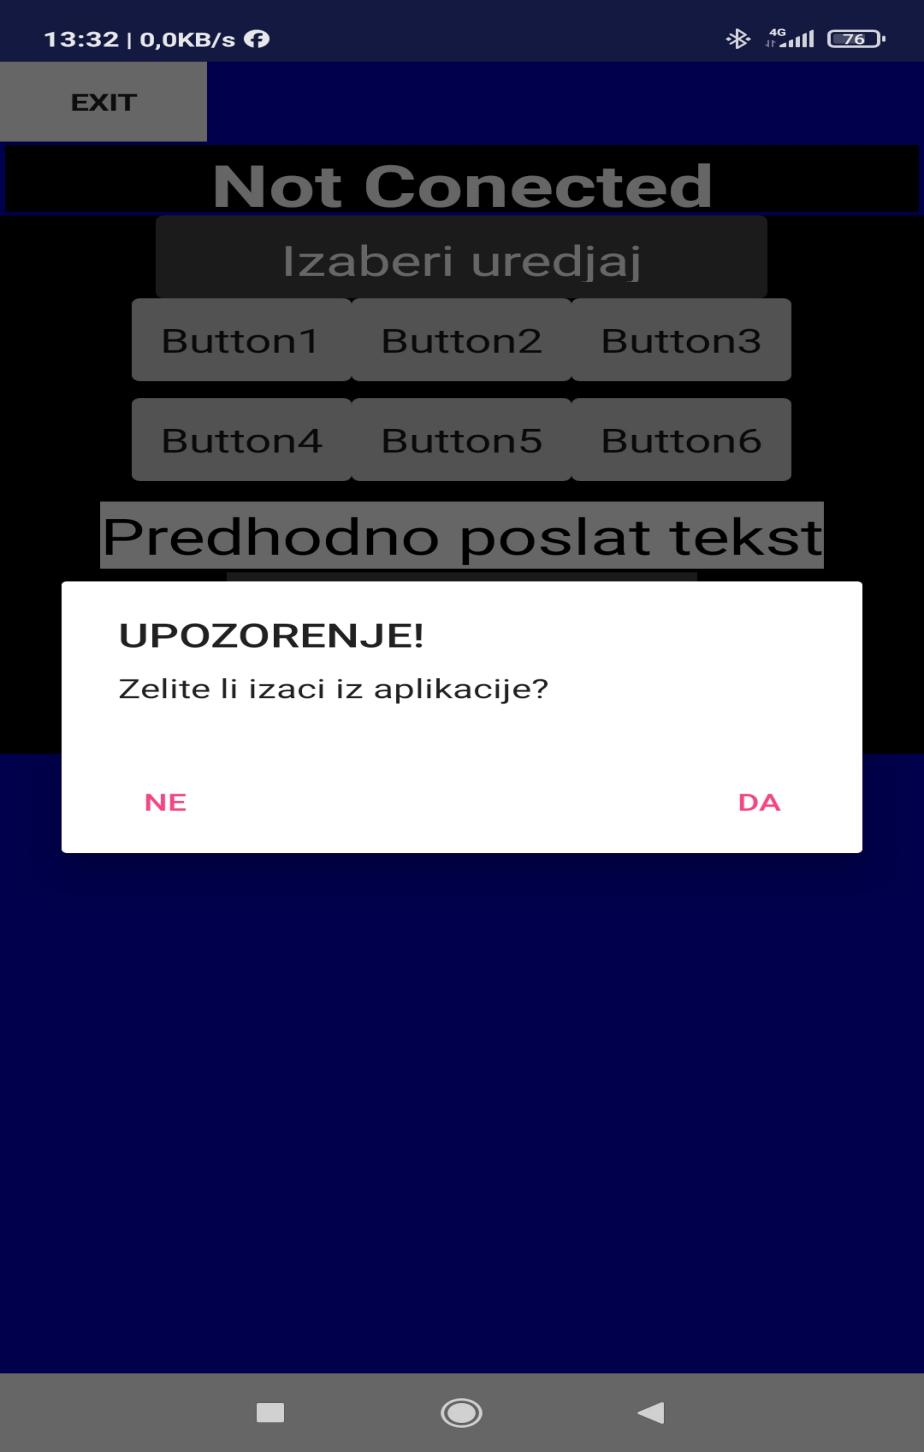 13:32 | 0,0KB/s 4G 76
EXIT
Not Conected
Izaberi uredjaj
Button1 Button2 Button3
Button4 Button5 Button6
Predhodno poslat tekst
UPOZORENJE!
Zelite li izaci iz aplikacije?
NE DA